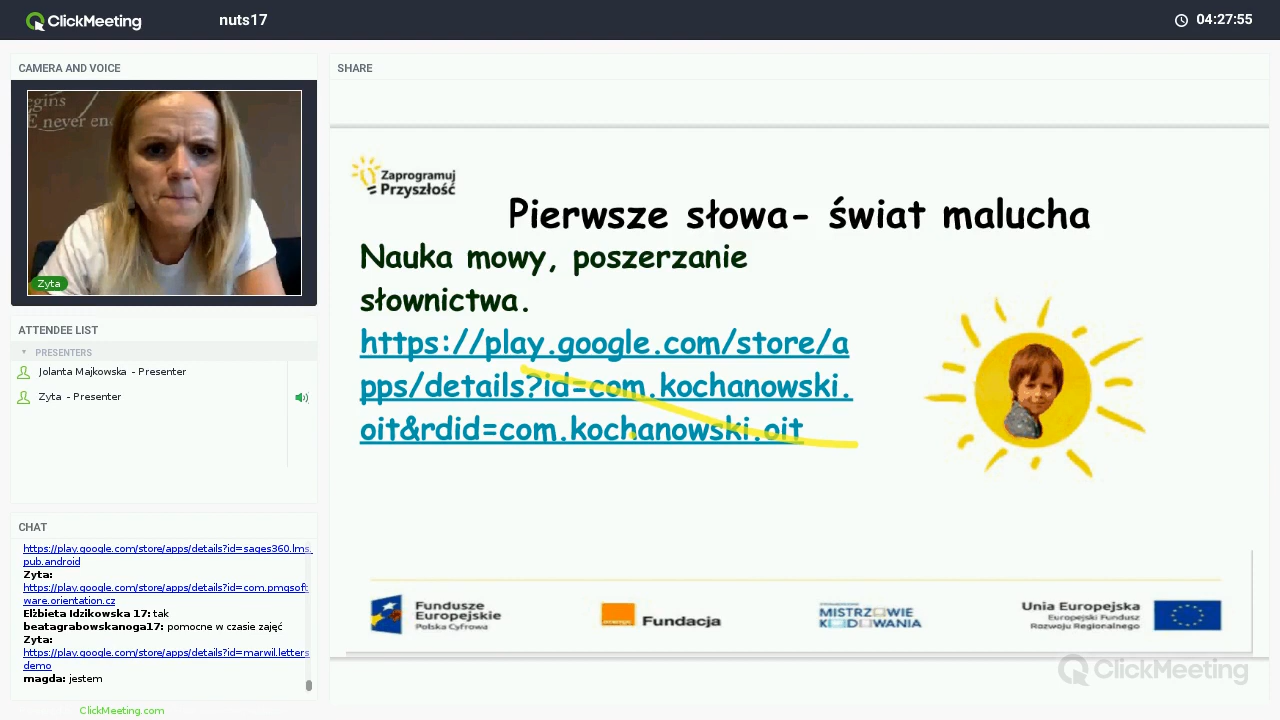 ClickMeeting
nuts17
04:27:55
CAMERA AND VOICE
egins
E never en
Zyta
ATTENDEE LIST
PRESENTERS
Jolanta Majkowska - Presenter
Zyta - Presenter
CHAT
https://play.google.com/store/apps/details?id=sages360.lms.
pub.android
Zyta:
https://play.google.com/store/apps/details?id=com.pmqsoft
ware.orientation.cz
Elżbieta Idzikowska 17: tak
beatagrabowskanoga17: pomocne w czasie zajęć
Zyta:
https://play.google.com/store/apps/details?id=marwil.letters
demo
magda: jestem
ClickMeeting.com
SHARE
Zaprogramuj
Przyszłość
Pierwsze słowa- świat malucha
Nauka mowy, poszerzanie
słownictwa.
https://play.google.com/store/a
pps/details?id=com.kochanowski.
oit&rdid=com.kochanowski.oit
Fundusze
Europejskie
Polska Cyfrowa
Fundacja
MISTRZOWIE
KODOWANIA
Unia Europejska
Europejski Fundusz
Rozwoju Regionalnego
ClickMeeting